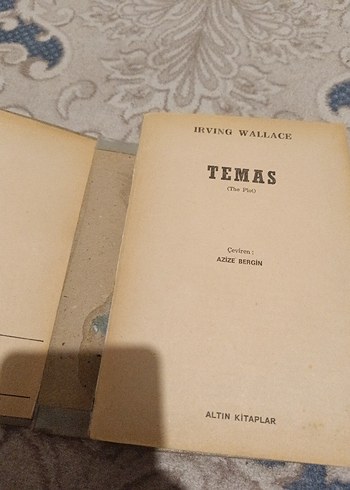 IRVING WALLACE
TEMAS
(The Plot)
Çeviren :
AZİZE BERGİN
ALTIN KİTAPLAR